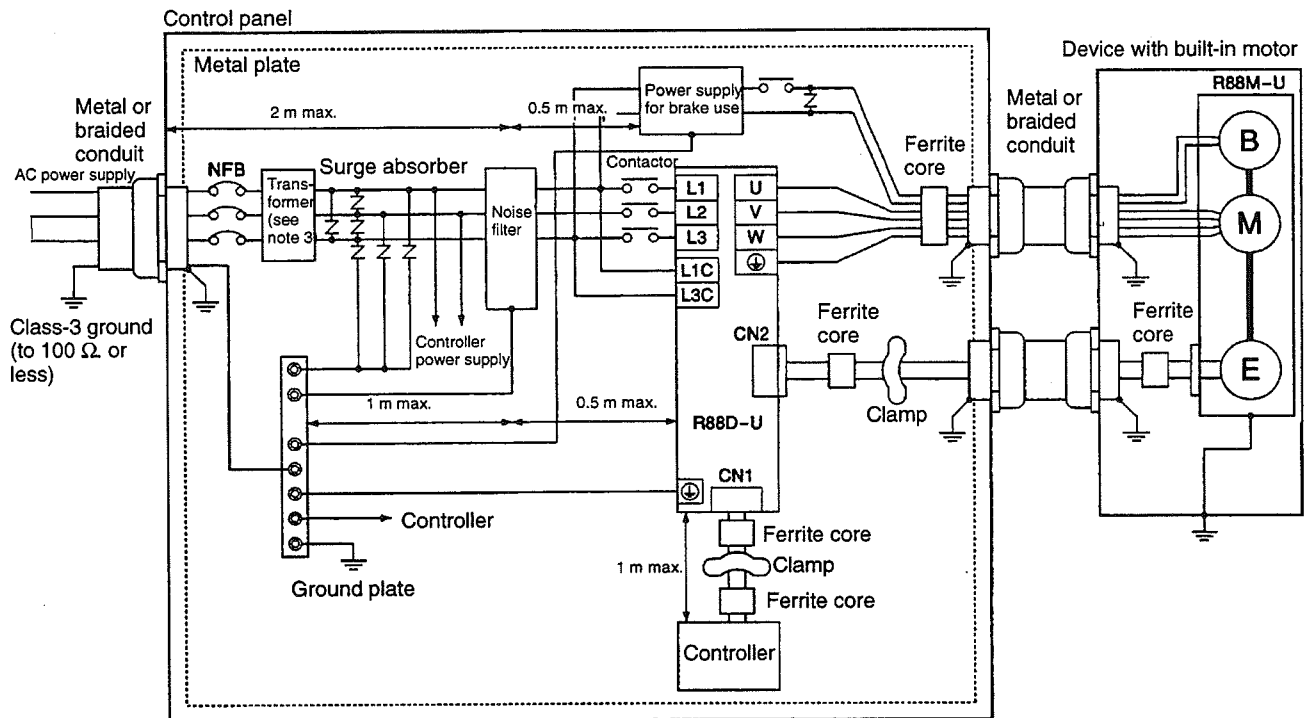 Control panel
Metal plate
Metal or
braided
conduit
AC power supply
NFB
2 m max.
0.5 m max.
Surge absorber
Trans-
former
(see
note 3)
Noise
filter
Power supply
for brake use
Contactor
L1
L2
L3
L1C
L3C
U
V
W
Ferrite
core
Metal or
braided
conduit
Device with built-in motor
R88M-U
B
M
E
Class-3 ground
(to 100 Ω or
less)
Controller
power supply
1 m max.
0.5 m max.
R88D-U
CN2
Ferrite
core
Clamp
Ferrite
core
CN1
Controller
Ground plate
1 m max.
Ferrite core
Clamp
Ferrite core
Controller